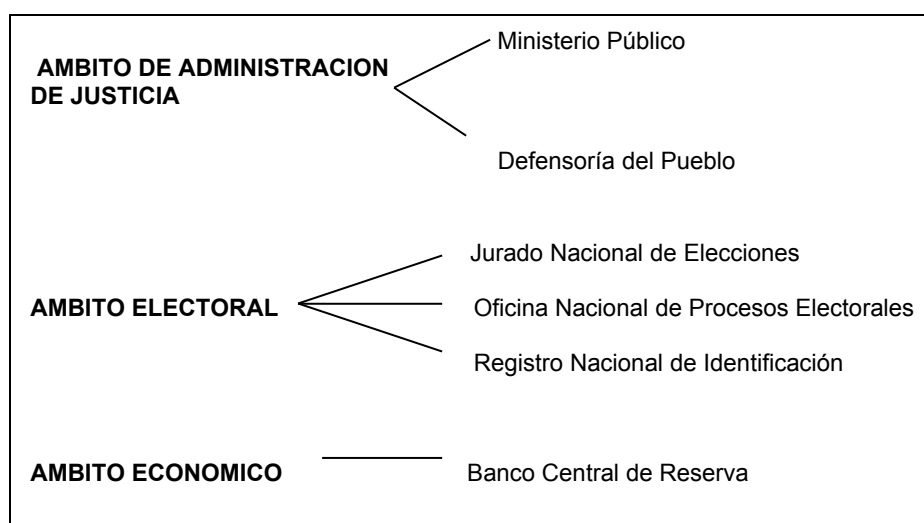 Ministerio Público
AMBITO DE ADMINISTRACION
DE JUSTICIA
Defensoría del Pueblo
Jurado Nacional de Elecciones
AMBITO ELECTORAL
Oficina Nacional de Procesos Electorales
Registro Nacional de Identificación
AMBITO ECONOMICO
Banco Central de Reserva